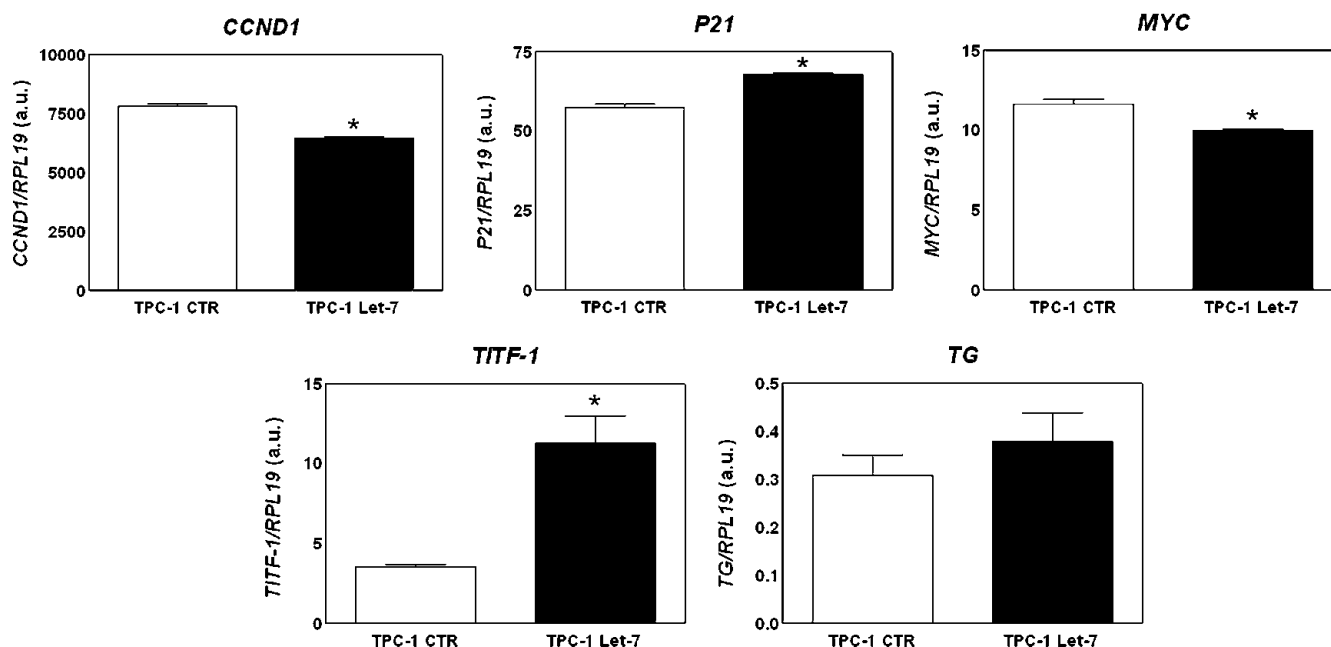 CCND1
CCND1/RPL19 (a.u.)
10000
7500
5000
2500
0
*
TPC-1 CTR
TPC-1 Let-7
P21
P21/RPL19 (a.u.)
75
50
25
0
*
TPC-1 CTR
TPC-1 Let-7
MYC
MYC/RPL19 (a.u.)
15
10
5
0
*
TPC-1 CTR
TPC-1 Let-7
TITF-1
TITF-1/RPL19 (a.u.)
15
10
5
0
*
TPC-1 CTR
TPC-1 Let-7
TG
TG/RPL19 (a.u.)
0.5
0.4
0.3
0.2
0.1
0.0
TPC-1 CTR
TPC-1 Let-7